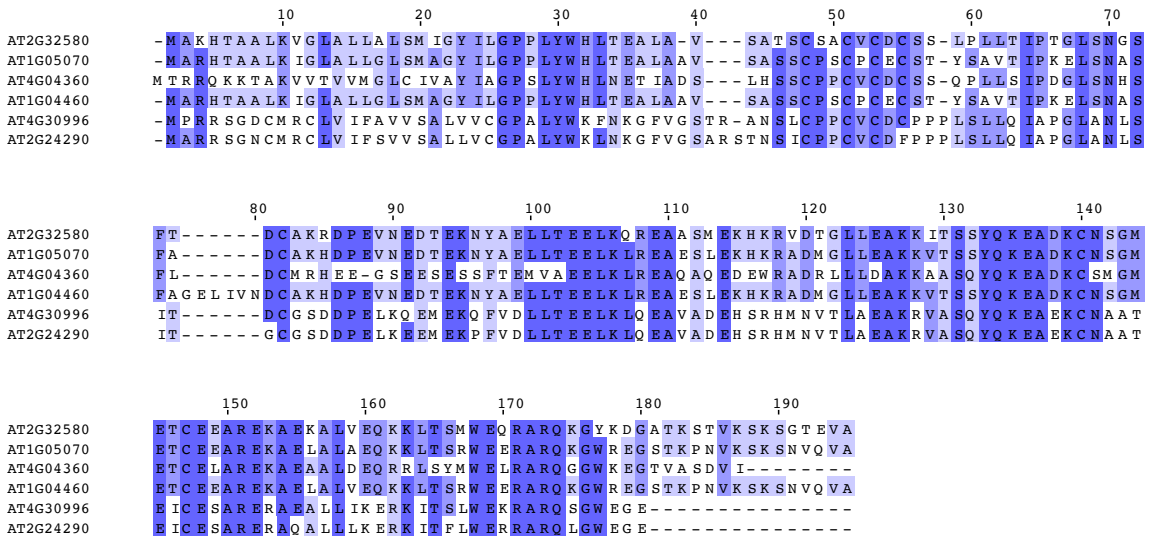 10 20 30 40 50 60 70
AT2G32580 -MAKHTAALKVGLALLALSMIGYILGPPLYWHLTEALA-V---SATSCSACVCDCSS-LPLLTIPTGLSNGS
AT1G05070 -MARHTAALKIGLALLGLSMAGYILGPPLYWHLTEALAAV---SASSCPSCPCECST-YSAVTIPKELSNAS
AT4G04360 MTRRQKKTAKVVTVVMGLCIVAYIAGPSLYWHLNETIADS---LHSSCPPCVCDCSS-QPLLSIPDGLSNHS
AT1G04460 -MARHTAALKIGLALLGLSMAGYILGPPLYWHLTEALAAV---SASSCPSCPCECST-YSAVTIPKELSNAS
AT4G30996 -MPRRSGDCMRCLVIFAVVSALVVCGPALYWKFNKGFVGSTR-ANSLCPPCVCDCPPPLSLLQIAPGLANLS
AT2G24290 -MARRSGNCMRCLVIFSVVSALLVCGPALYWKLNKGFVGSARSTNSICPPCVCDFPPPLSLLQIAPGLANLS
80 90 100 110 120 130 140
AT2G32580 FT------DCAKRDPEVNEDTEKNYAELLTEELKQREAASMEKHKRVDTGLLEAKKITSSYQKEADKCNSGM
AT1G05070 FA------DCAKHDPEVNEDTEKNYAELLTEELKLREAESLEKHKRADMGLLEAKKVTSSYQKEADKCNSGM
AT4G04360 FL------DCMRHEE-GSEESESSFTEMVAEELKLREAQAQEDEWRADRLLLDAKKAASQYQKEADKCSMGM
AT1G04460 FAGELIVNDCAKHDPEVNEDTEKNYAELLTEELKLREAESLEKHKRADMGLLEAKKVTSSYQKEADKCNSGM
AT4G30996 IT------DCGSDDPELKQEMEKQFVDLLTEELKLQEAVADEHSRHMNVTLAEAKRVASQYQKEAEKCNAAT
AT2G24290 IT------GCGSDDPELKEEMEKPFVDLLTEELKLQEAVADEHSRHMNVTLAEAKRVASQYQKEAEKCNAAT
150 160 170 180 190
AT2G32580 ETCEEAREKAEKALVEQKKLTSMWEQRARQKGYKDGATKSTVKSKSGTEVA
AT1G05070 ETCEEAREKAELALAEQKKLTSRWEERARQKGWREGSTKPNVKSKSNVQVA
AT4G04360 ETCELAREKAEAALDEQRRLSYMWELRARQGGWKEGTVASDVI--------
AT1G04460 ETCEEAREKAELALVEQKKLTSRWEERARQKGWREGSTKPNVKSKSNVQVA
AT4G30996 EICESARERAEALLIKERKITSLWEKRARQSGWEGE---------------
AT2G24290 EICESARERAQALLLKERKITFLWERRARQLGWEGE---------------